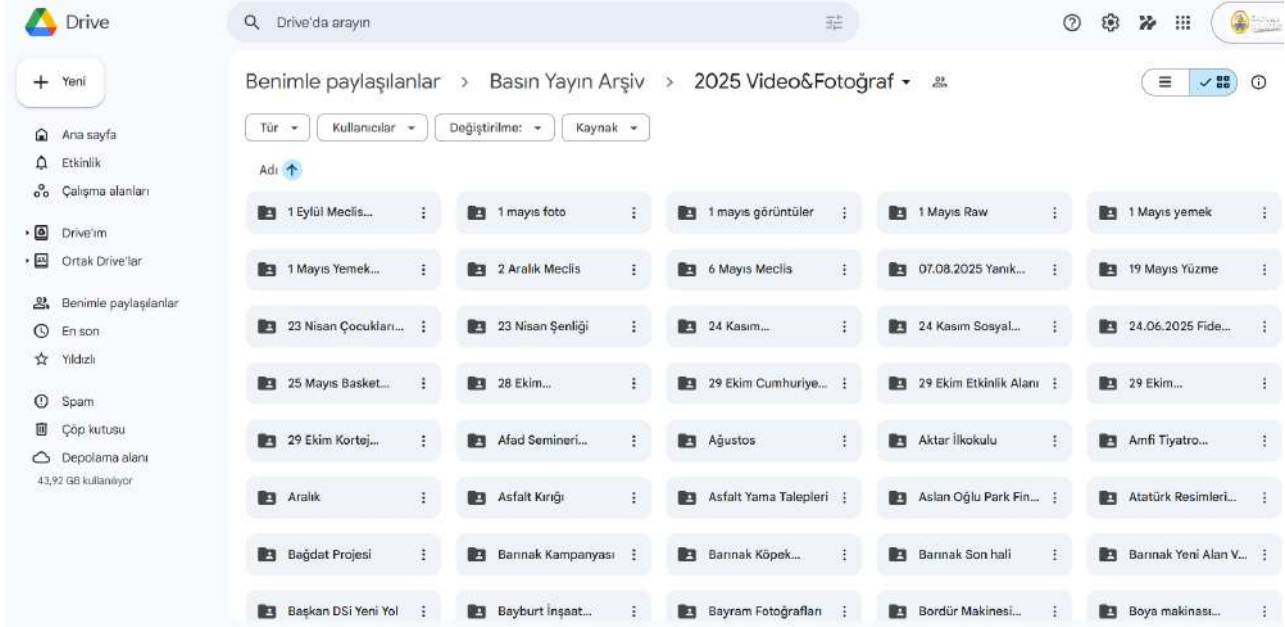 Drive
Drive'da arayın
Yeni
Benimle paylaşılanlar > Basın Yayın Arşiv > 2025 Video&Fotoğraf
Tür
Kullanıcılar
Değiştirilme:
Kaynak
Adı
Ana sayfa
Etkinlik
Çalışma alanları
Drive'ım
Ortak Drive'lar
Benimle paylaşılanlar
En son
Yıldızlı
Spam
Çöp kutusu
Depolama alanı
43,92 GB kullanılıyor
1 Eylül Meclis...
1 mayıs foto
1 mayıs görüntüler
1 Mayıs Raw
1 Mayıs yemek
1 Mayıs Yemek...
2 Aralık Meclis
6 Mayıs Meclis
07.08.2025 Yanık...
19 Mayıs Yüzme
23 Nisan Çocukları...
23 Nisan Şenliği
24 Kasım...
24 Kasım Sosyal...
24.06.2025 Fide...
25 Mayıs Basket...
28 Ekim...
29 Ekim Cumhuriye...
29 Ekim Etkinlik Alanı
29 Ekim...
29 Ekim Kortej...
Afad Semineri...
Ağustos
Aktar İlkokulu
Amfi Tiyatro...
Aralık
Asfalt Kırığı
Asfalt Yama Talepleri
Aslan Oğlu Park Fin...
Atatürk Resimleri...
Bağdat Projesi
Barınak Kampanyası
Barınak Köpek...
Barınak Son hali
Barınak Yeni Alan V...
Başkan DSi Yeni Yol
Bayburt İnşaat...
Bayram Fotoğrafları
Bordür Makinesi...
Boya makinası...